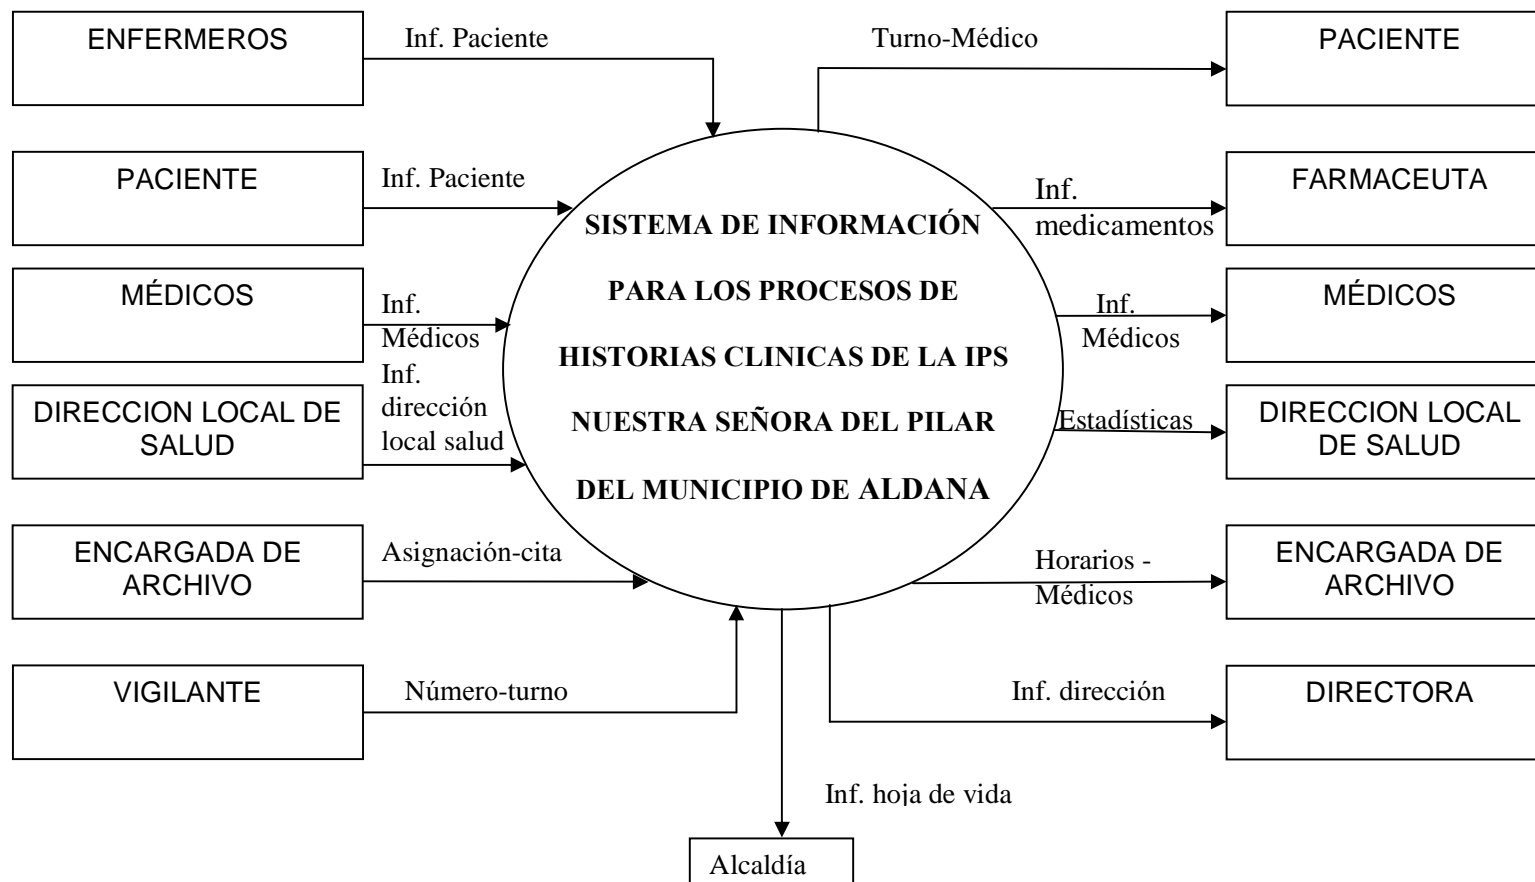 ENFERMEROS
Inf. Paciente
Turno-Médico
PACIENTE
PACIENTE
Inf. Paciente
Inf.
medicamentos
FARMACEUTA
MÉDICOS
Inf.
Médicos
Inf.
Médicos
MÉDICOS
DIRECCION LOCAL DE
SALUD
Inf.
dirección
local salud
Estadísticas
DIRECCION LOCAL
DE SALUD
SISTEMA DE INFORMACIÓN
PARA LOS PROCESOS DE
HISTORIAS CLINICAS DE LA IPS
NUESTRA SEÑORA DEL PILAR
DEL MUNICIPIO DE ALDANA
ENCARGADA DE
ARCHIVO
Asignación-cita
Horarios -
Médicos
ENCARGADA DE
ARCHIVO
VIGILANTE
Número-turno
Inf. dirección
DIRECTORA
Inf. hoja de vida
Alcaldía